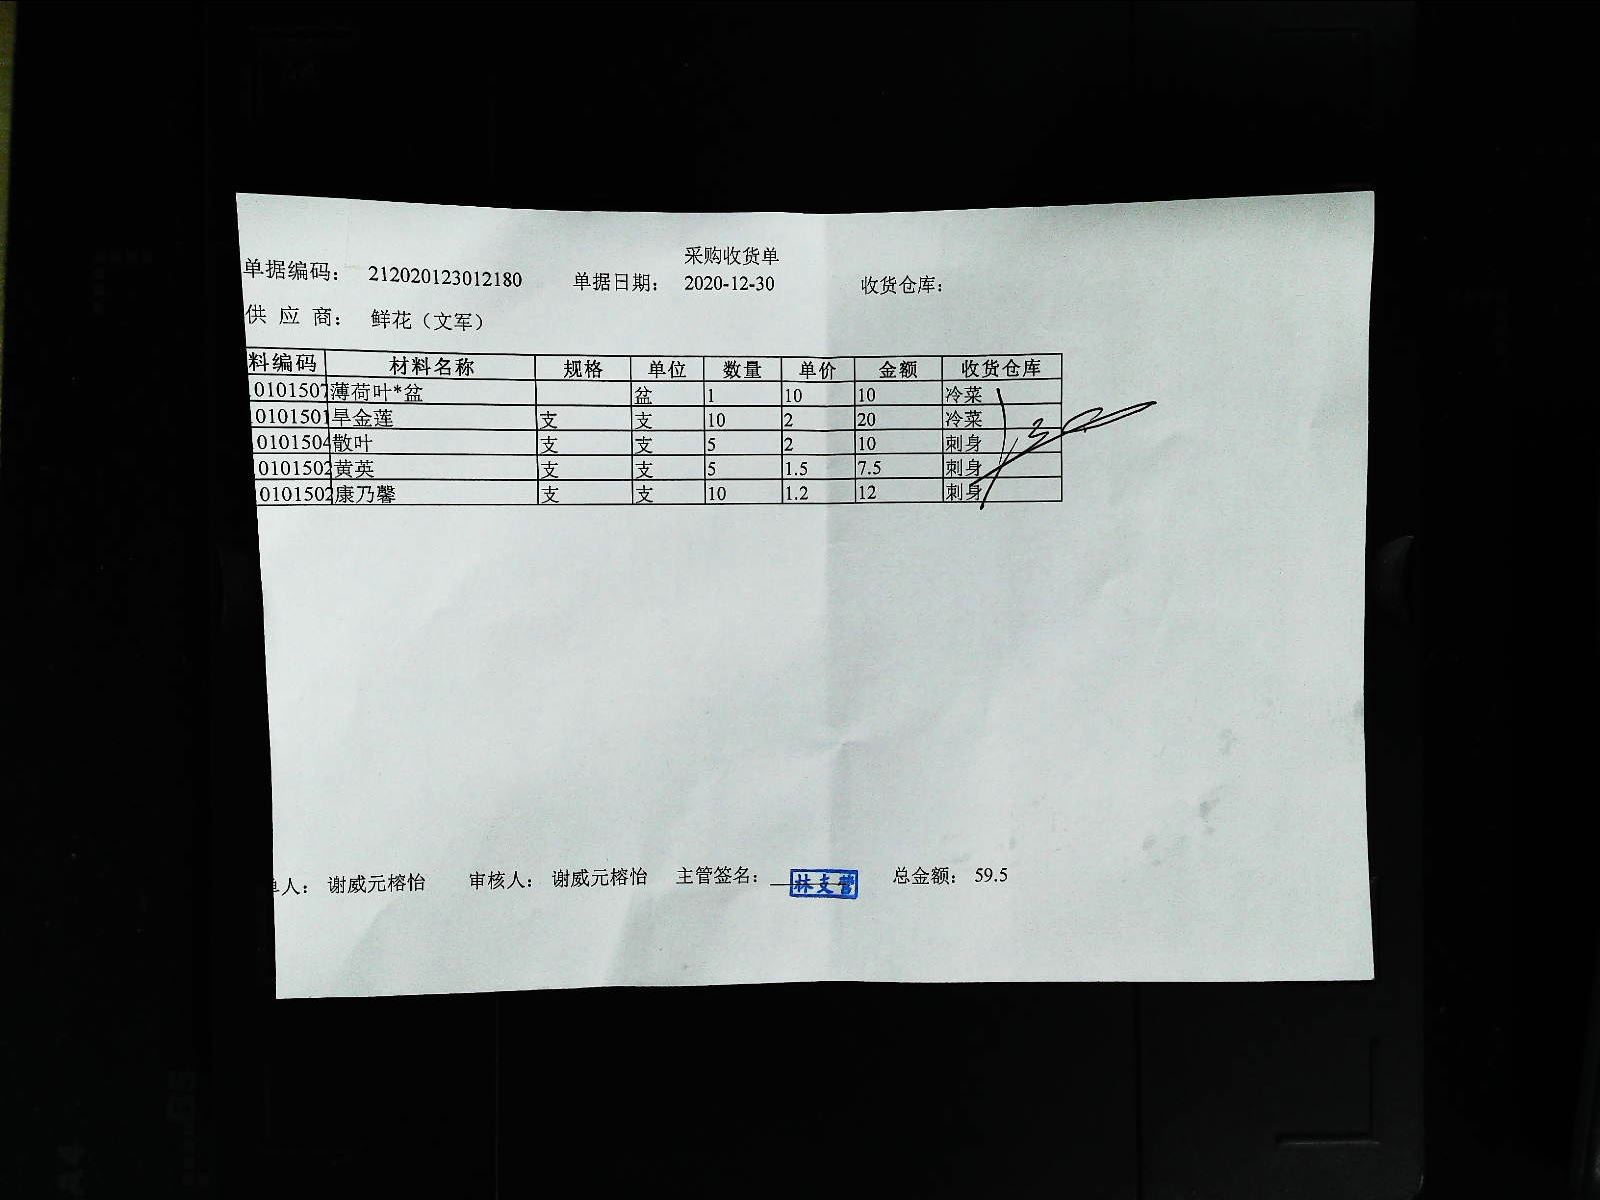 采购收货单
单据编码： 212020123012180 单据日期： 2020-12-30 收货仓库：
供 应 商： 鲜花（文军）
料编码 材料名称 规格 单位 数量 单价 金额 收货仓库
0101507 薄荷叶*盆 盆 1 10 10 冷菜
0101501 旱金莲 支 支 10 2 20 冷菜
0101504 散叶 支 支 5 2 10 刺身
0101502 黄英 支 支 5 1.5 7.5 刺身
0101502 康乃馨 支 支 10 1.2 12 刺身
单人： 谢威元榕怡 审核人： 谢威元榕怡 主管签名： 林支营 总金额： 59.5